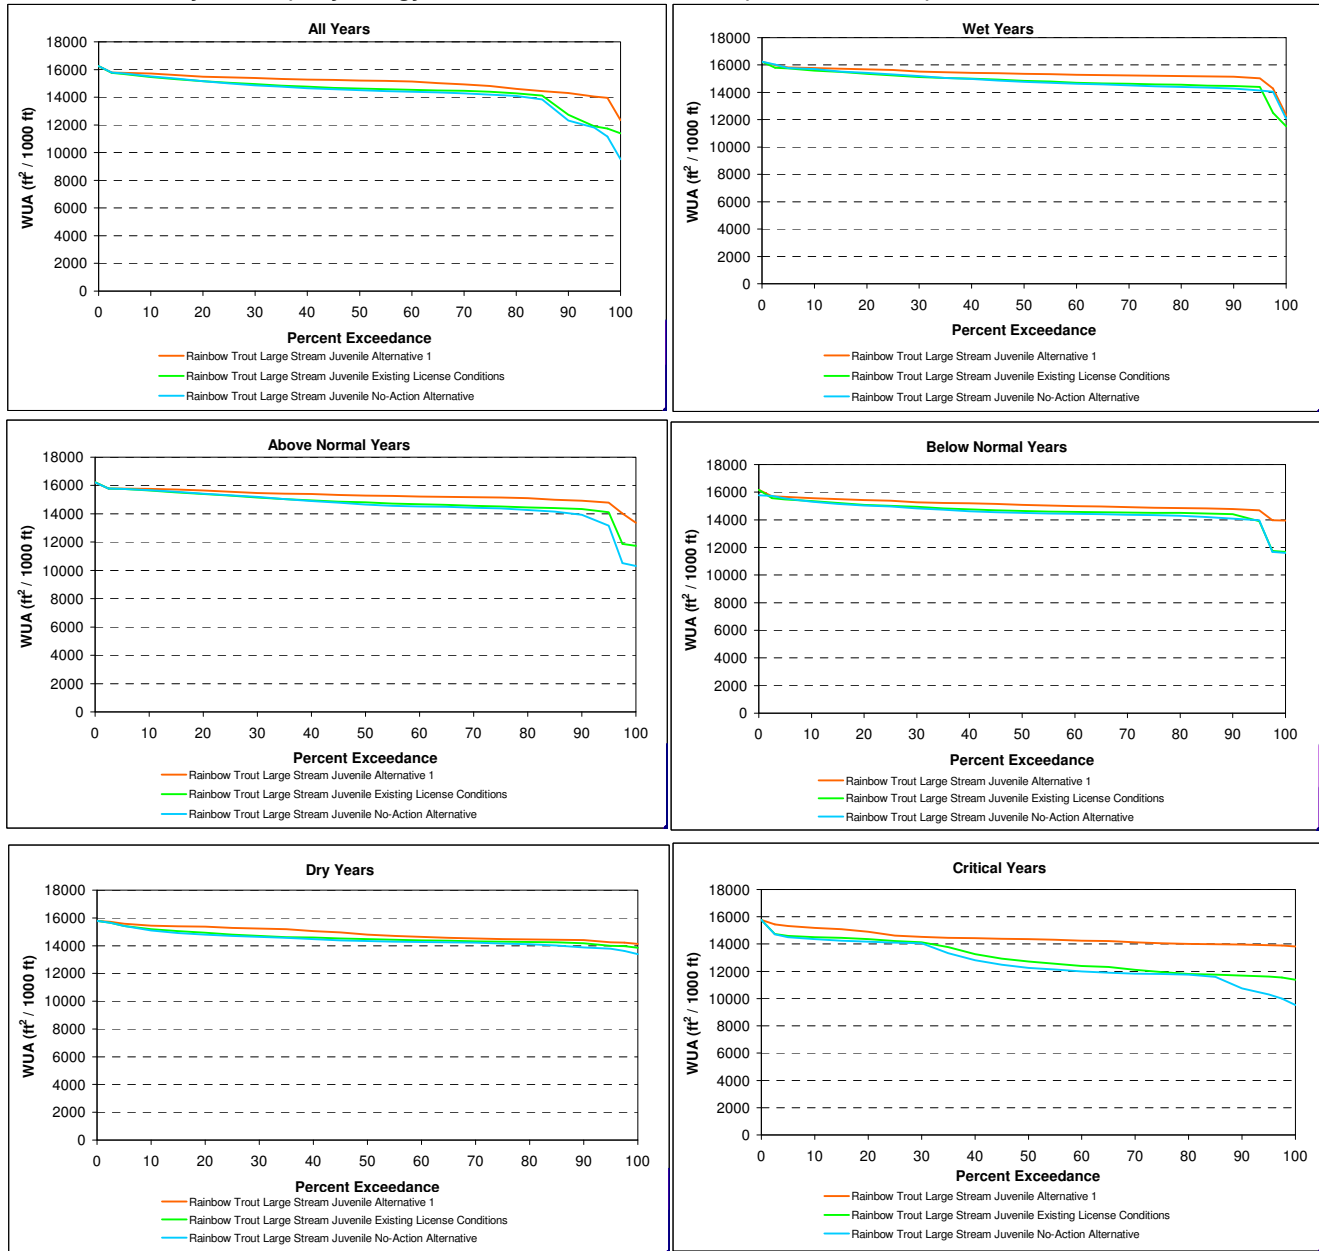 All Years
18000
16000
14000
12000
10000
8000
6000
4000
2000
0
WUA (ft² / 1000 ft)
0 10 20 30 40 50 60 70 80 90 100
Percent Exceedance
Rainbow Trout Large Stream Juvenile Alternative 1
Rainbow Trout Large Stream Juvenile Existing License Conditions
Rainbow Trout Large Stream Juvenile No-Action Alternative
Wet Years
18000
16000
14000
12000
10000
8000
6000
4000
2000
0
WUA (ft² / 1000 ft)
0 10 20 30 40 50 60 70 80 90 100
Percent Exceedance
Rainbow Trout Large Stream Juvenile Alternative 1
Rainbow Trout Large Stream Juvenile Existing License Conditions
Rainbow Trout Large Stream Juvenile No-Action Alternative
Above Normal Years
18000
16000
14000
12000
10000
8000
6000
4000
2000
0
WUA (ft² / 1000 ft)
0 10 20 30 40 50 60 70 80 90 100
Percent Exceedance
Rainbow Trout Large Stream Juvenile Alternative 1
Rainbow Trout Large Stream Juvenile Existing License Conditions
Rainbow Trout Large Stream Juvenile No-Action Alternative
Below Normal Years
18000
16000
14000
12000
10000
8000
6000
4000
2000
0
WUA (ft² / 1000 ft)
0 10 20 30 40 50 60 70 80 90 100
Percent Exceedance
Rainbow Trout Large Stream Juvenile Alternative 1
Rainbow Trout Large Stream Juvenile Existing License Conditions
Rainbow Trout Large Stream Juvenile No-Action Alternative
Dry Years
18000
16000
14000
12000
10000
8000
6000
4000
2000
0
WUA (ft² / 1000 ft)
0 10 20 30 40 50 60 70 80 90 100
Percent Exceedance
Rainbow Trout Large Stream Juvenile Alternative 1
Rainbow Trout Large Stream Juvenile Existing License Conditions
Rainbow Trout Large Stream Juvenile No-Action Alternative
Critical Years
18000
16000
14000
12000
10000
8000
6000
4000
2000
0
WUA (ft² / 1000 ft)
0 10 20 30 40 50 60 70 80 90 100
Percent Exceedance
Rainbow Trout Large Stream Juvenile Alternative 1
Rainbow Trout Large Stream Juvenile Existing License Conditions
Rainbow Trout Large Stream Juvenile No-Action Alternative